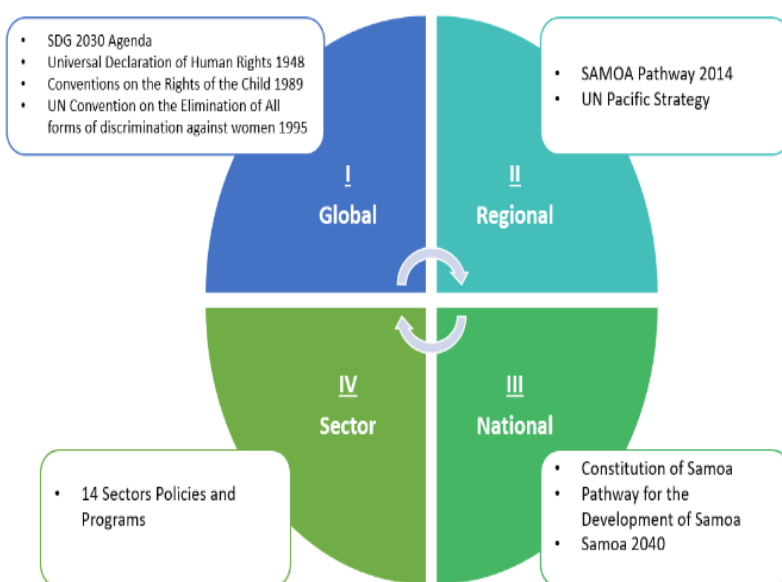 • SDG 2030 Agenda
• Universal Declaration of Human Rights 1948
• Conventions on the Rights of the Child 1989
• UN Convention on the Elimination of All
forms of discrimination against women 1995
• SAMOA Pathway 2014
• UN Pacific Strategy
I
Global
II
Regional
IV
Sector
III
National
• 14 Sectors Policies and
Programs
• Constitution of Samoa
• Pathway for the
Development of Samoa
• Samoa 2040